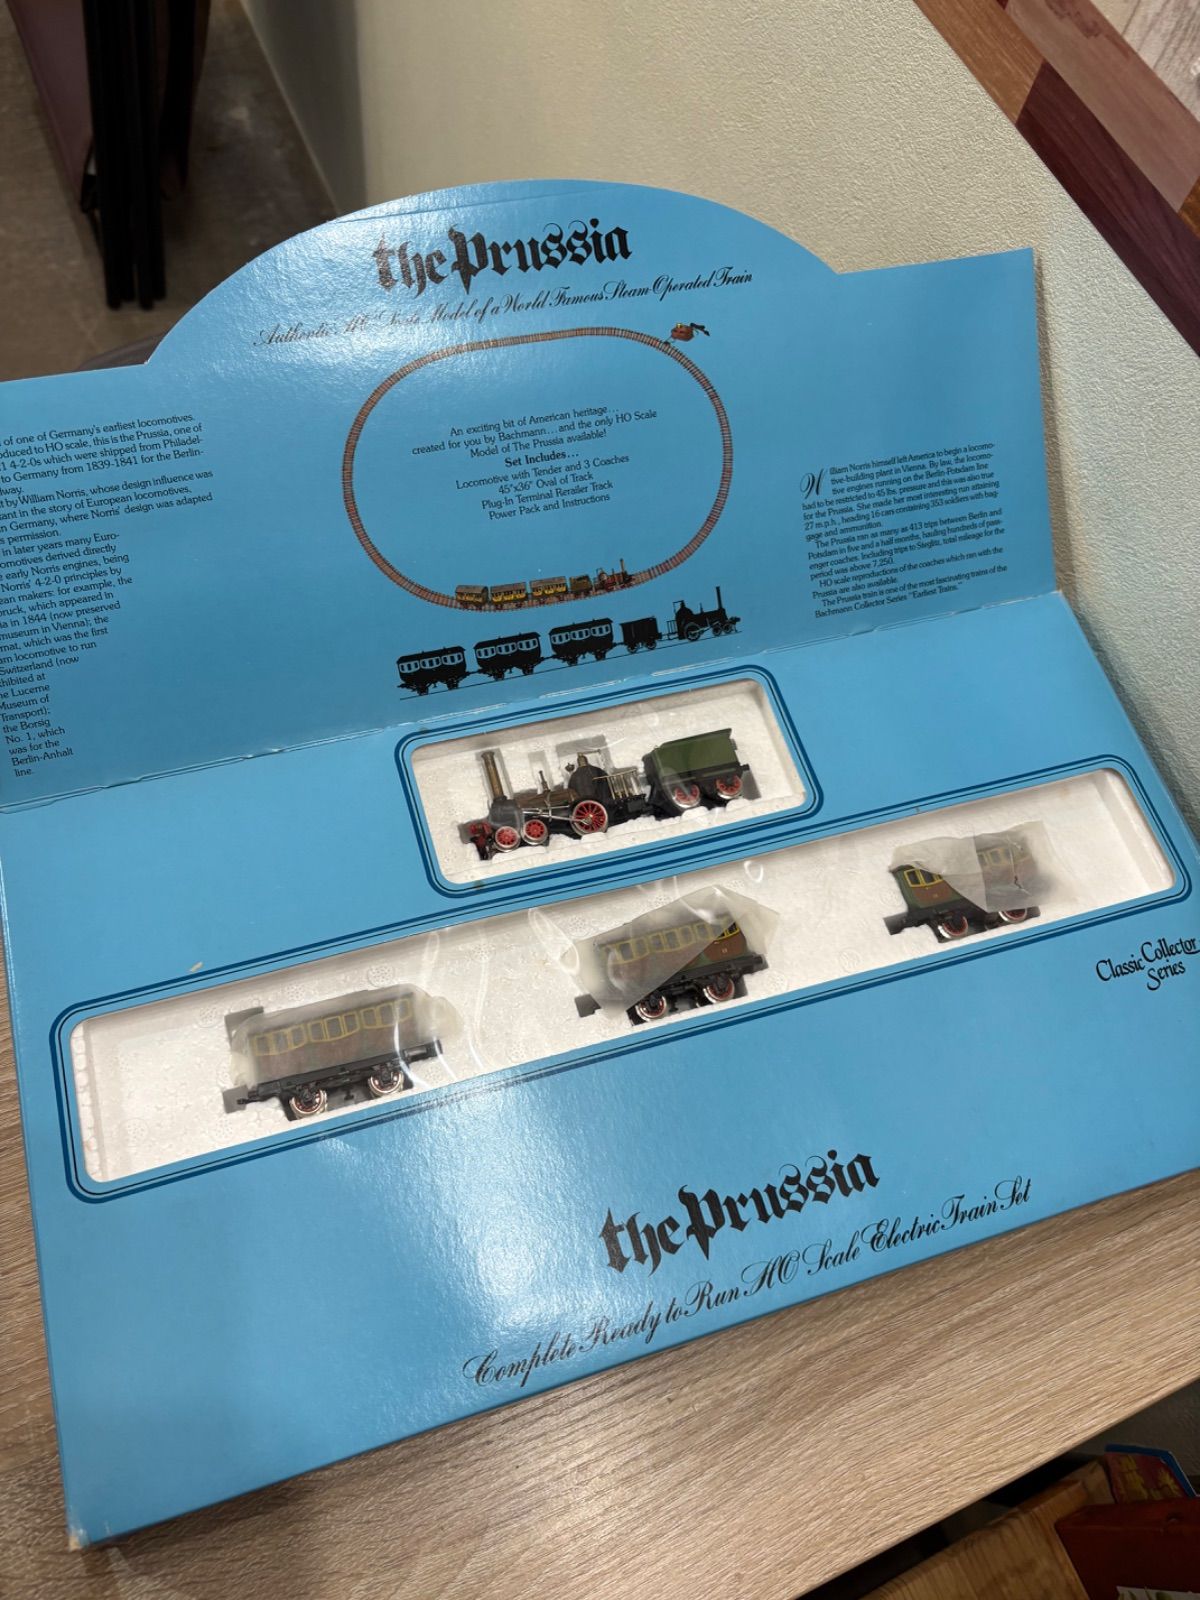 the Prussia
Authentic HO Scale Model of a World Famous Steam-Operated Train
of one of Germany's earliest locomotives.
oduced to HO scale, this is the Prussia, one of
11 4-2-0s which were shipped from Philadel-
to Germany from 1839-1841 for the Berlin-
lway.
t by William Norris, whose design influence was
ant in the story of European locomotives,
n Germany, where Norris' design was adapted
s permission.
in later years many Euro-
omotives derived directly
e early Norris engines, being
Norris' 4-2-0 principles by
ean makers: for example, the
bruck, which appeared in
ia in 1844 (now preserved
museum in Vienna); the
mat, which was the first
am locomotive to run
Switzerland (now
xhibited at
he Lucerne
Museum of
Transport);
the Borsig
No. 1, which
was for the
Berlin-Anhalt
line.
An exciting bit of American heritage...
created for you by Bachmann...and the only HO Scale
Model of The Prussia available!
Set Includes...
Locomotive with Tender and 3 Coaches
45"x36" Oval of Track
Plug-In Terminal Rerailer Track
Power Pack and Instructions
William Norris himself left America to begin a locomo-
tive-building plant in Vienna. By law, the locomo-
tive engines running on the Berlin-Potsdam line
had to be restricted to 45 lbs. pressure and this was also true
for the Prussia. She made her most interesting run attaining
27 m.p.h., heading 16 cars containing 353 soldiers with bag-
gage and ammunition.
The Prussia ran as many as 413 trips between Berlin and
Potsdam in five and a half months, hauling hundreds of pass-
enger coaches. Including trips to Steglitz, total mileage for the
period was above 7,250.
HO scale reproductions of the coaches which ran with the
Prussia are also available.
The Prussia train is one of the most fascinating trains of the
Bachmann Collector Series "Earliest Trains."
Classic Collector
Series
the Prussia
Complete Ready to Run HO Scale Electric Train Set